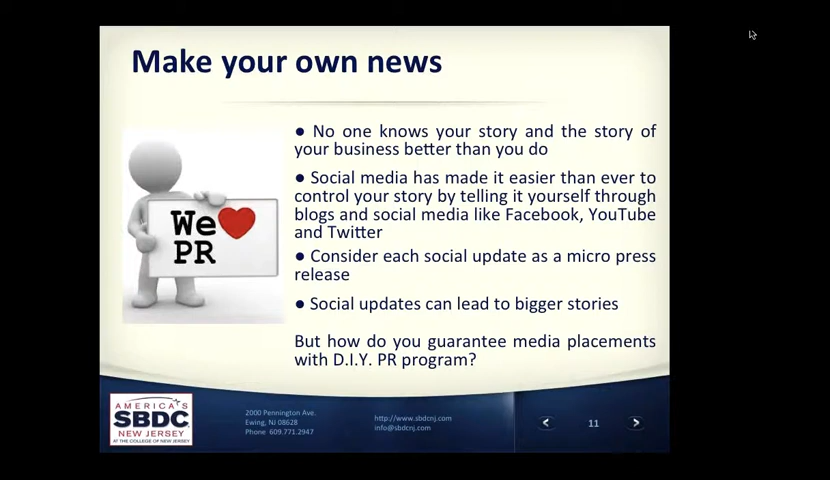 Make your own news
We ❤
PR
● No one knows your story and the story of
your business better than you do
● Social media has made it easier than ever to
control your story by telling it yourself through
blogs and social media like Facebook, YouTube
and Twitter
● Consider each social update as a micro press
release
● Social updates can lead to bigger stories
But how do you guarantee media placements
with D.I.Y. PR program?
AMERICA'S
SBDC
NEW JERSEY
AT THE COLLEGE OF NEW JERSEY
2000 Pennington Ave.
Ewing, NJ 08628
Phone 609.771.2947
http://www.sbdcnj.com
info@sbdcnj.com
< 11 >